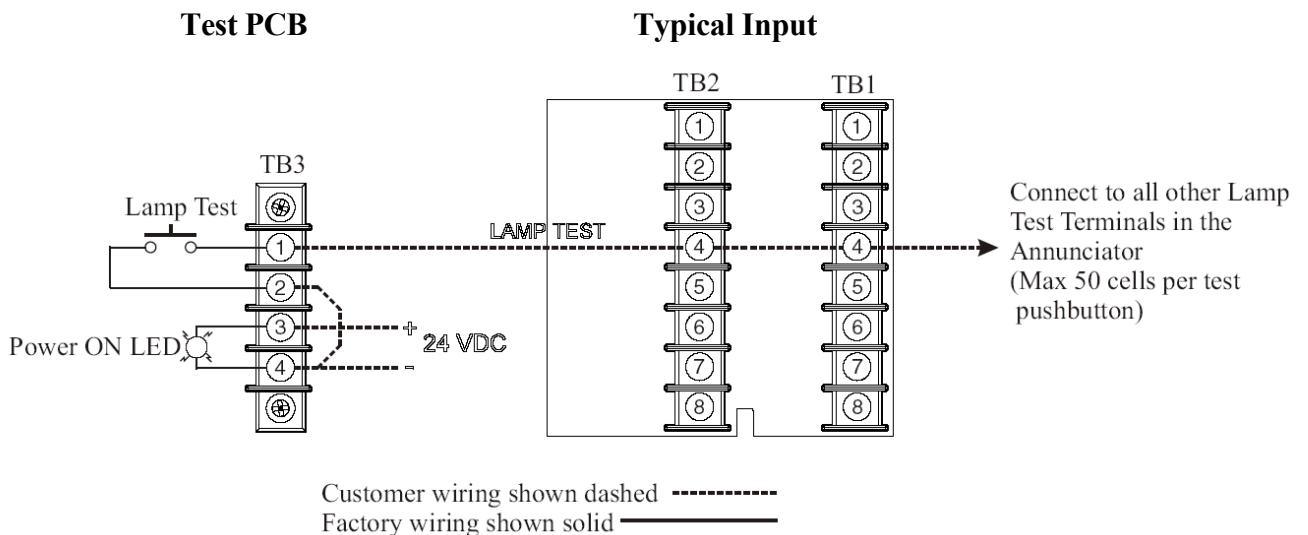 Test PCB
Typical Input
TB2
TB1
TB3
Lamp Test
LAMP TEST
Power ON LED
+
24 VDC
-
1
2
3
4
1
2
3
4
5
6
7
8
1
2
3
4
5
6
7
8
Connect to all other Lamp
Test Terminals in the
Annunciator
(Max 50 cells per test
pushbutton)
Customer wiring shown dashed
Factory wiring shown solid